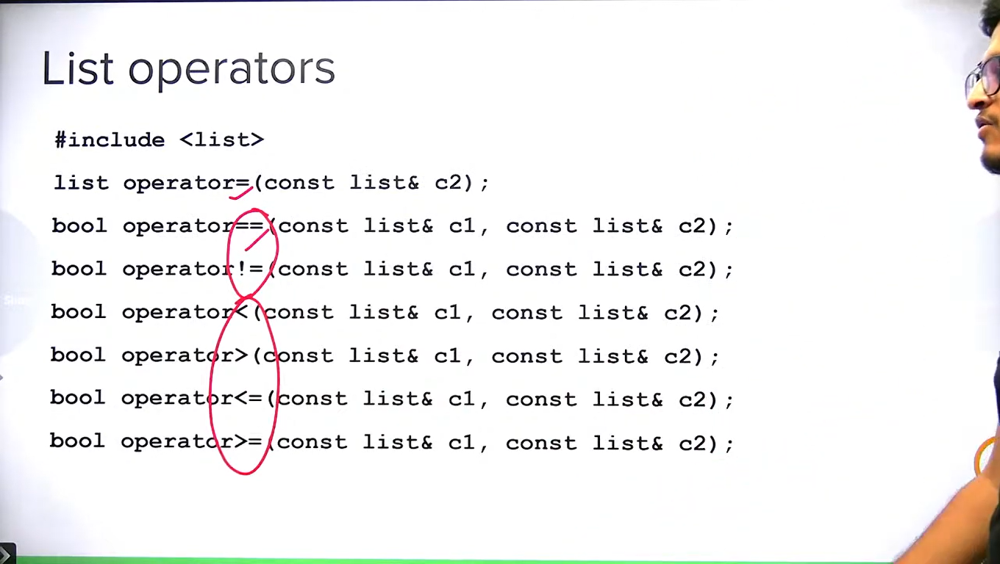 List operators
#include <list>
list operator=(const list& c2);
bool operator==(const list& c1, const list& c2);
bool operator!=(const list& c1, const list& c2);
bool operator<(const list& c1, const list& c2);
bool operator>(const list& c1, const list& c2);
bool operator<=(const list& c1, const list& c2);
bool operator>=(const list& c1, const list& c2);